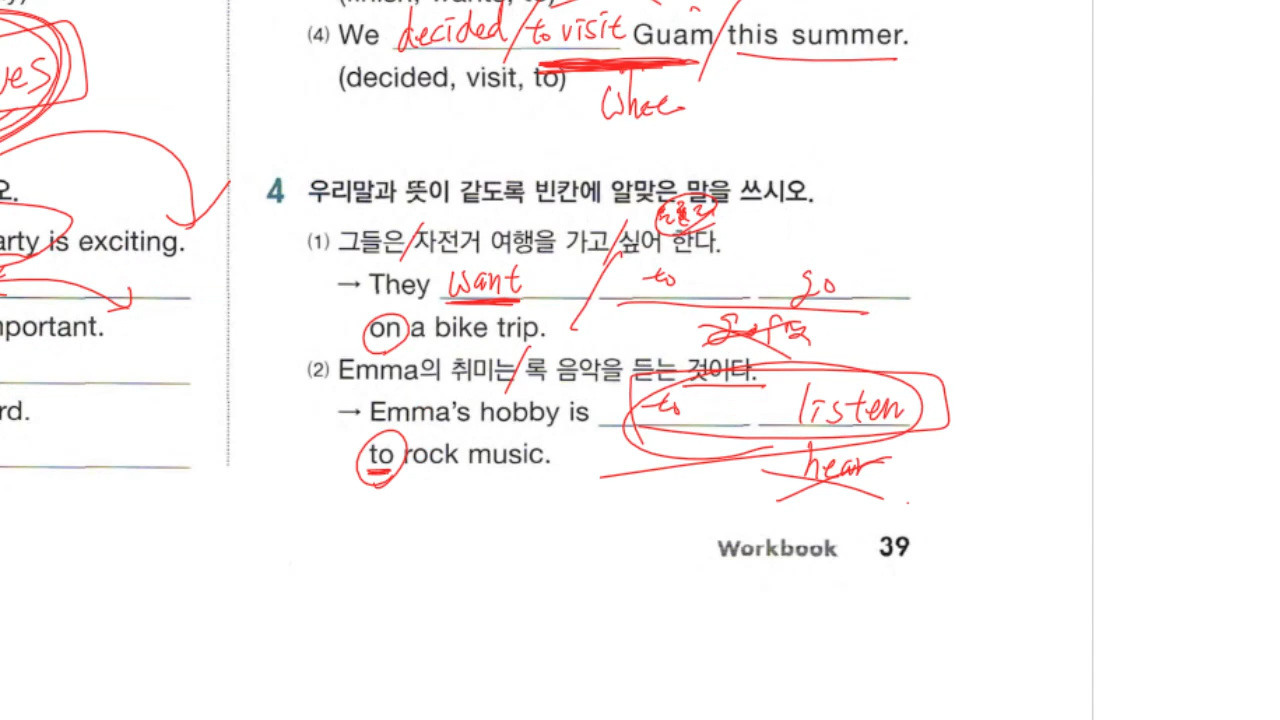 (4) We decided / to visit Guam / this summer.
(decided, visit, to)
yes
arty is exciting.
nportant.
rd.
4 우리말과 뜻이 같도록 빈칸에 알맞은 말을 쓰시오.
(1) 그들은 / 자전거 여행을 가고 / 싶어 한다.
→ They want to go
on a bike trip.
(2) Emma의 취미는 / 록 음악을 듣는 것이다.
→ Emma's hobby is to listen
to rock music.
hear
Workbook 39